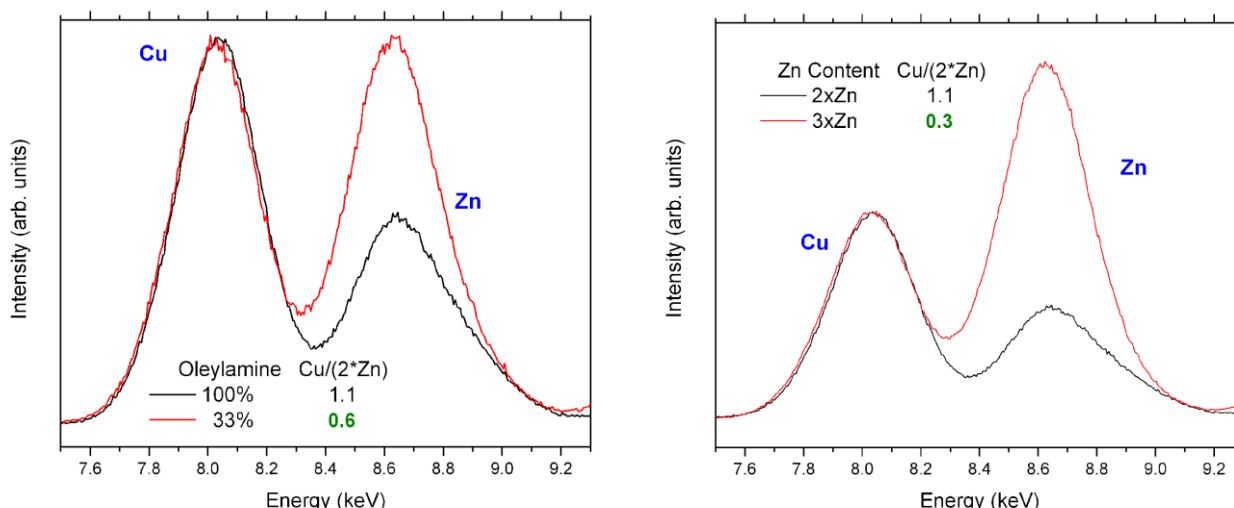 Cu
Zn
Oleylamine Cu/(2*Zn)
100% 1.1
33% 0.6
7.6 7.8 8.0 8.2 8.4 8.6 8.8 9.0 9.2
Energy (keV)
Intensity (arb. units)
Zn Content Cu/(2*Zn)
2xZn 1.1
3xZn 0.3
Zn
Cu
7.6 7.8 8.0 8.2 8.4 8.6 8.8 9.0 9.2
Energy (keV)
Intensity (arb. units)